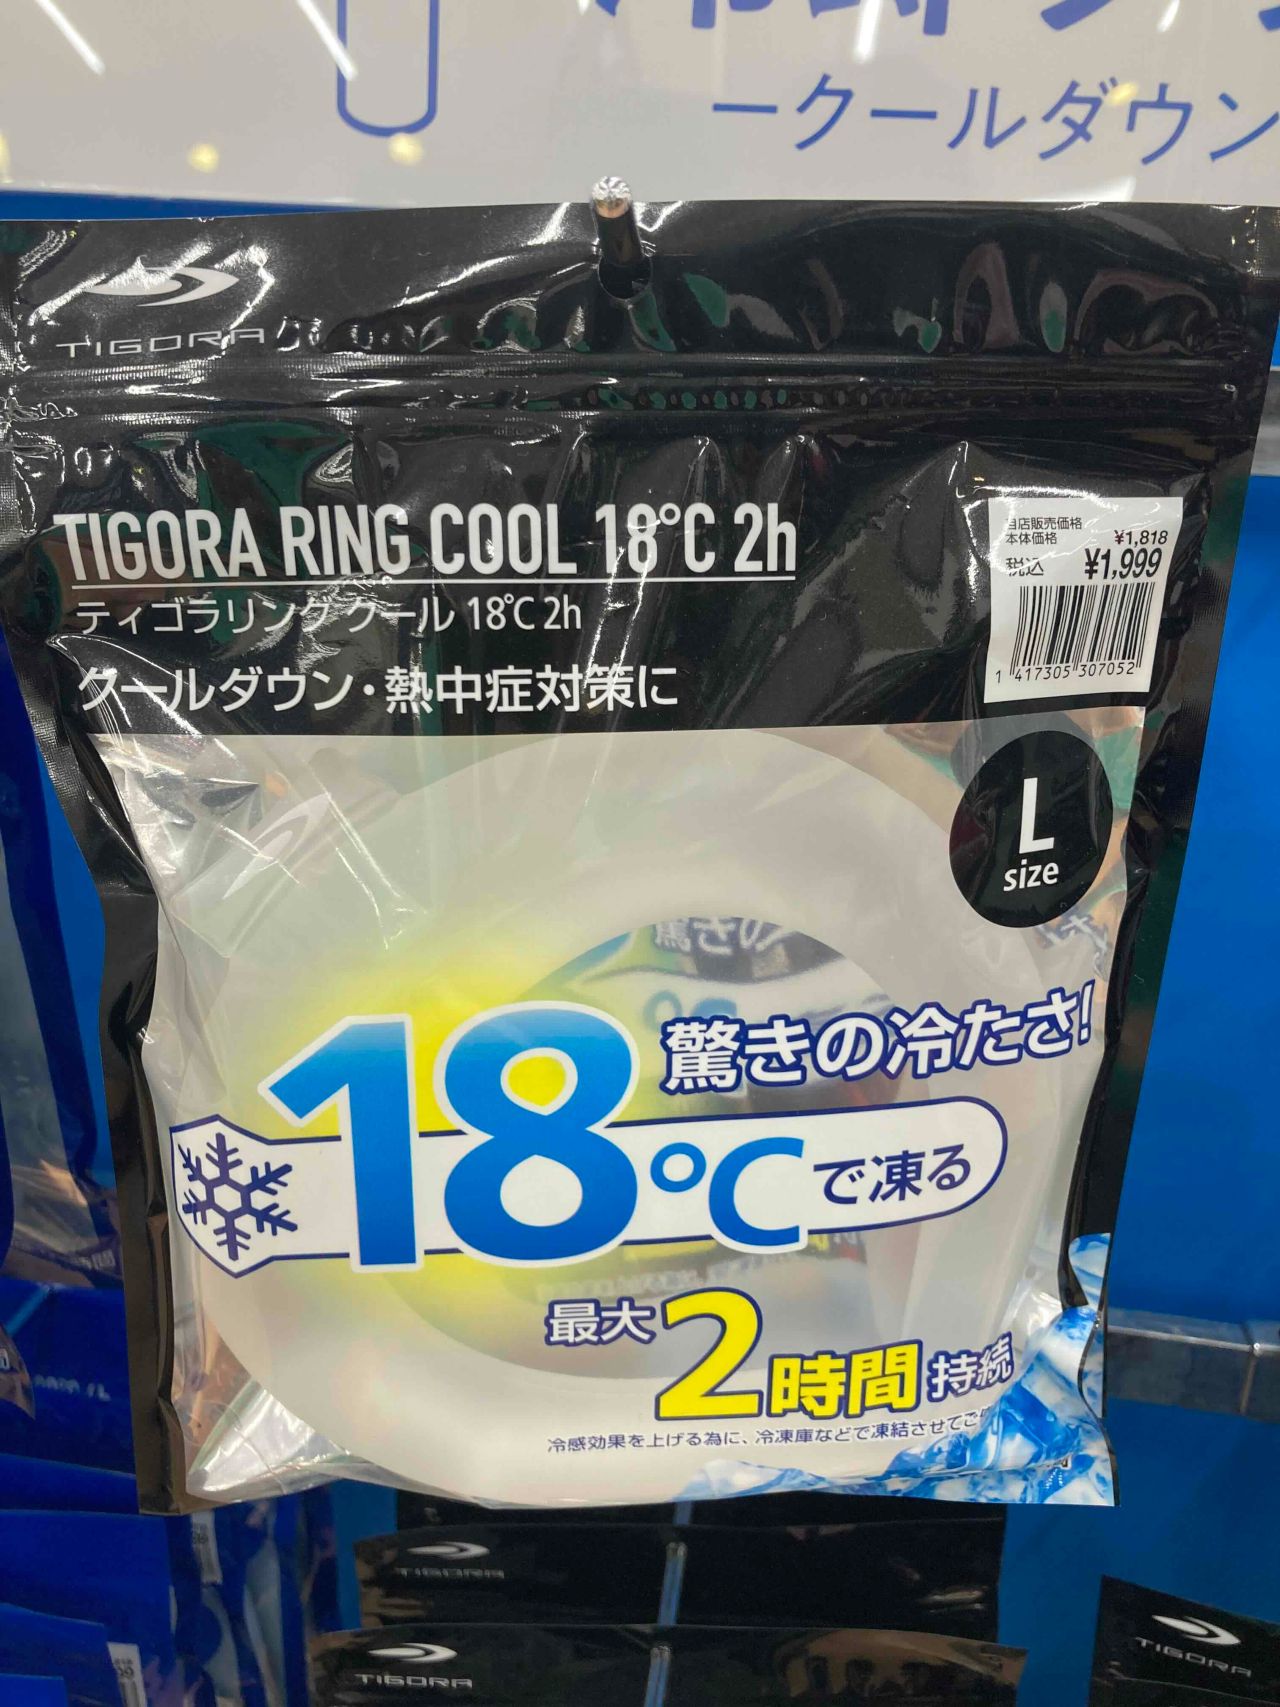 ークールダウン
TIGORA
TIGORA RING COOL 18℃ 2h
ティゴラリング クール 18℃ 2h
クールダウン・熱中症対策に
当店販売価格
本体価格 ¥1,818
税込 ¥1,999
1 417305 307052
L
size
驚きの冷たさ!
18℃で凍る
最大2時間持続
冷感効果を上げる為に、冷凍庫などで凍結させてご
TIGORA
TIGORA
TIGORA